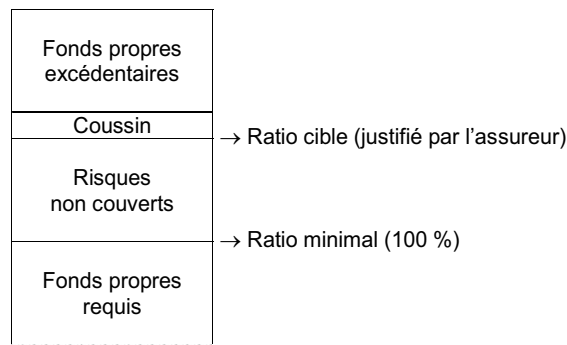 Fonds propres
excédentaires
Coussin
→ Ratio cible (justifié par l’assureur)
Risques
non couverts
→ Ratio minimal (100 %)
Fonds propres
requis